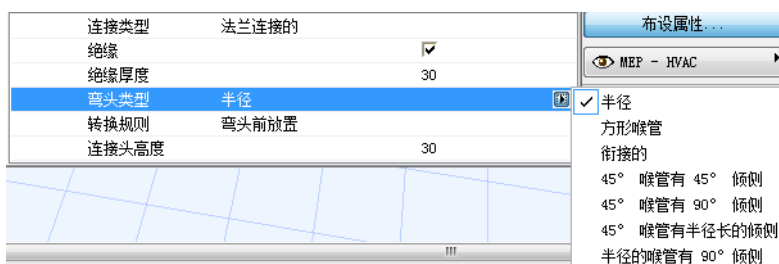 连接类型 法兰连接的
绝缘
绝缘厚度 30
弯头类型 半径
转换规则 弯头前放置
连接头高度 30
布设属性...
MEP - HVAC
半径
方形喉管
衔接的
45° 喉管有 45° 倾侧
45° 喉管有 90° 倾侧
45° 喉管有半径长的倾侧
半径的喉管有 90° 倾侧